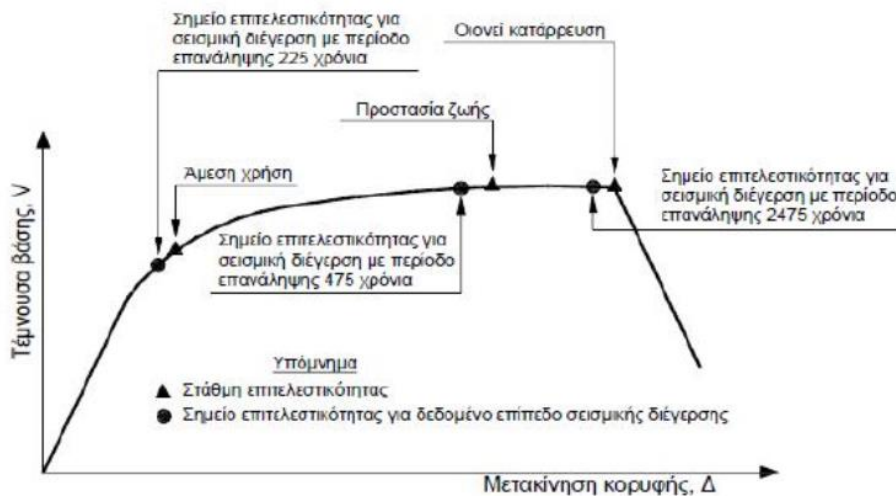 Σημείο επιτελεστικότητας για
σεισμική διέγερση με περίοδο
επανάληψης 225 χρόνια
Οιονεί κατάρρευση
Προστασία ζωής
Άμεση χρήση
Σημείο επιτελεστικότητας για
σεισμική διέγερση με περίοδο
επανάληψης 2475 χρόνια
Σημείο επιτελεστικότητας για
σεισμική διέγερση με περίοδο
επανάληψης 475 χρόνια
Τέμνουσα βάσης, V
Υπόμνημα
Στάθμη επιτελεστικότητας
Σημείο επιτελεστικότητας για δεδομένο επίπεδο σεισμικής διέγερσης
Μετακίνηση κορυφής, Δ